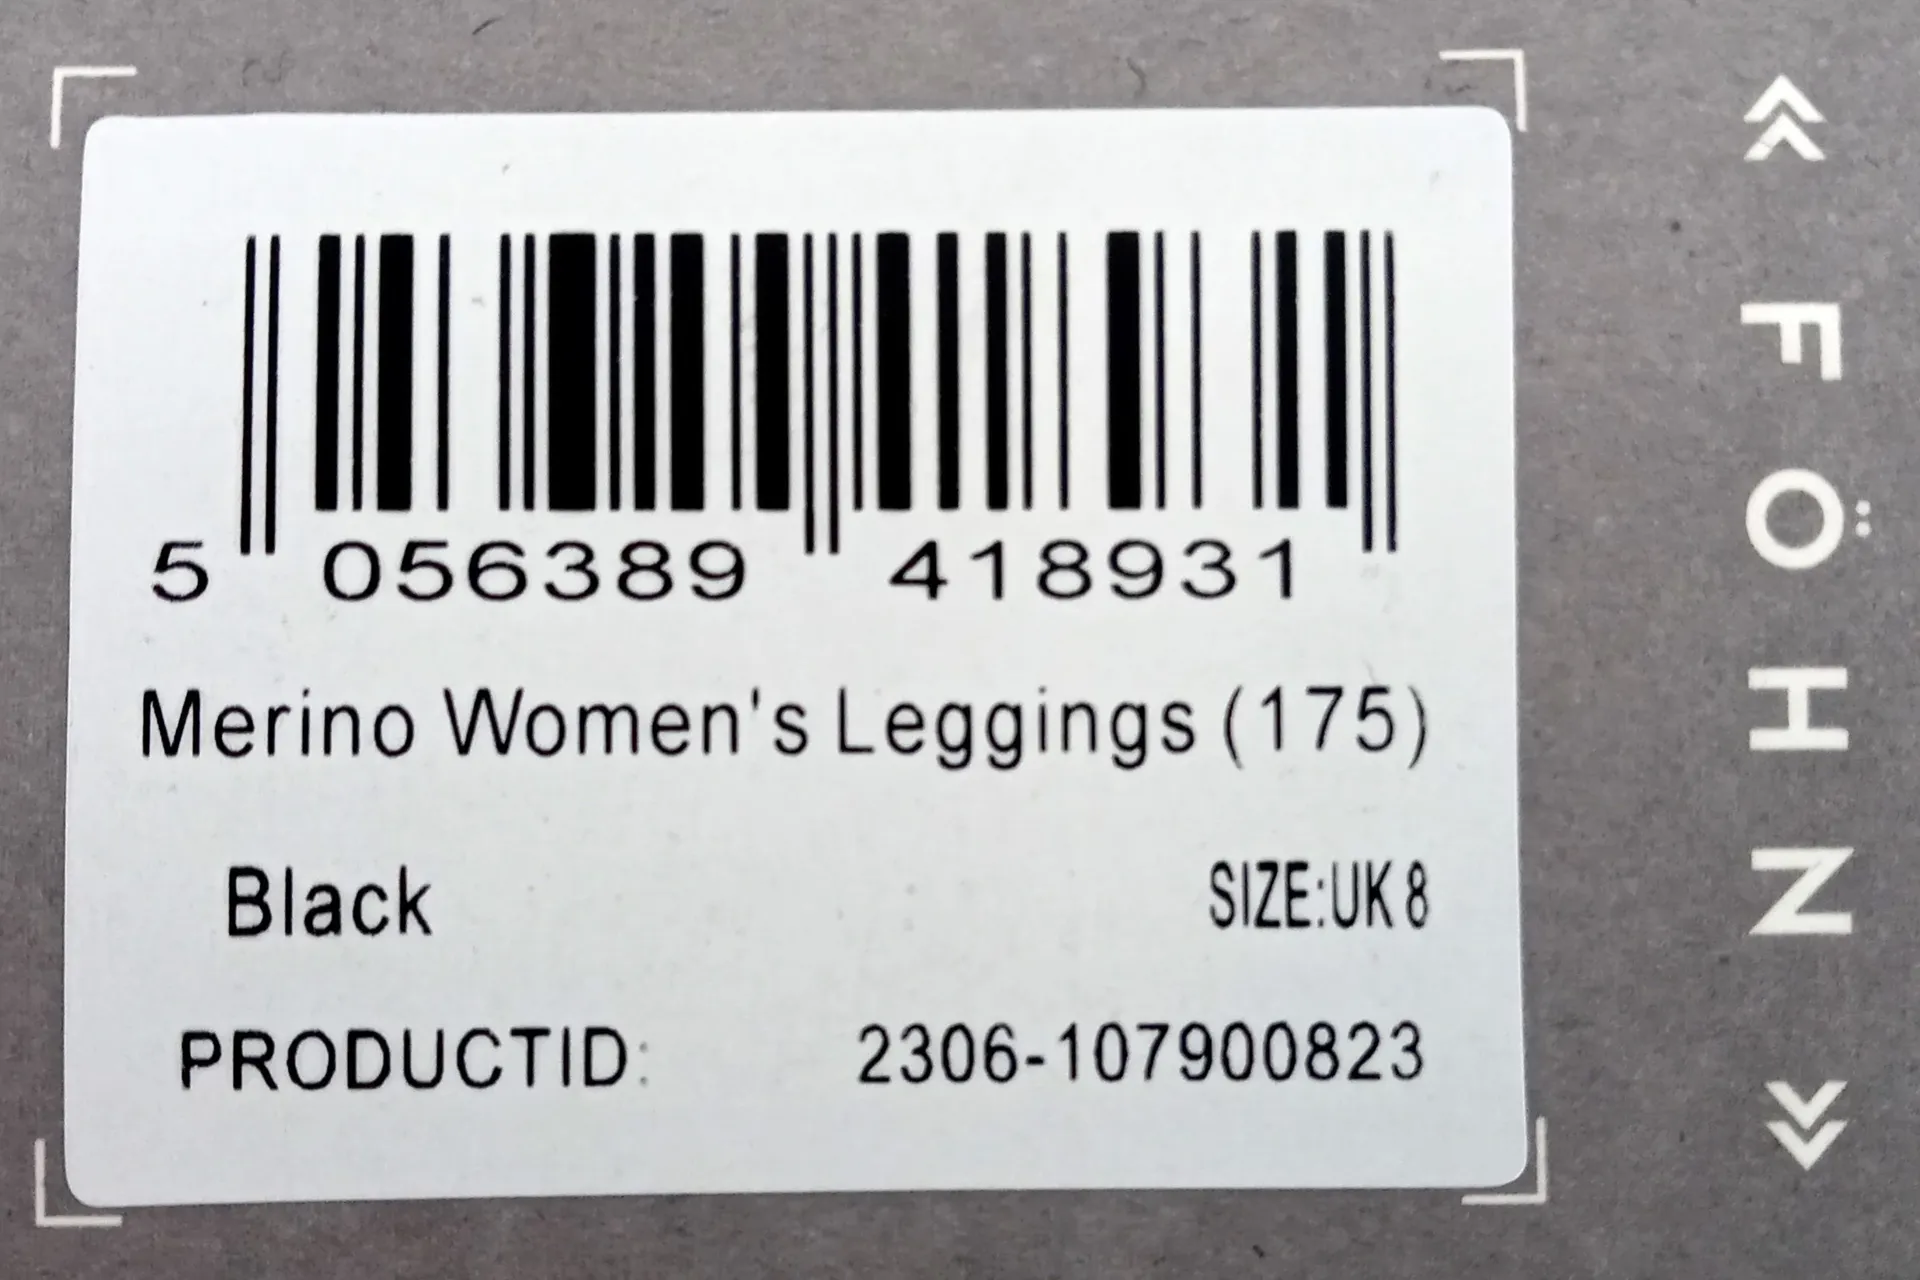 5 056389 418931
Merino Women's Leggings (175)
Black SIZE:UK 8
PRODUCTID: 2306-107900823
FÖHN